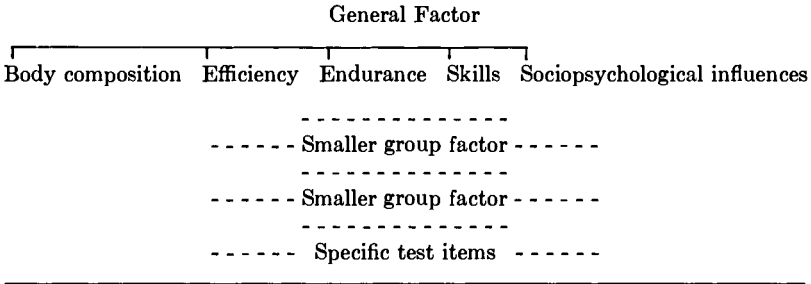 General Factor
Body composition Efficiency Endurance Skills Sociopsychological influences
Smaller group factor
Smaller group factor
Specific test items